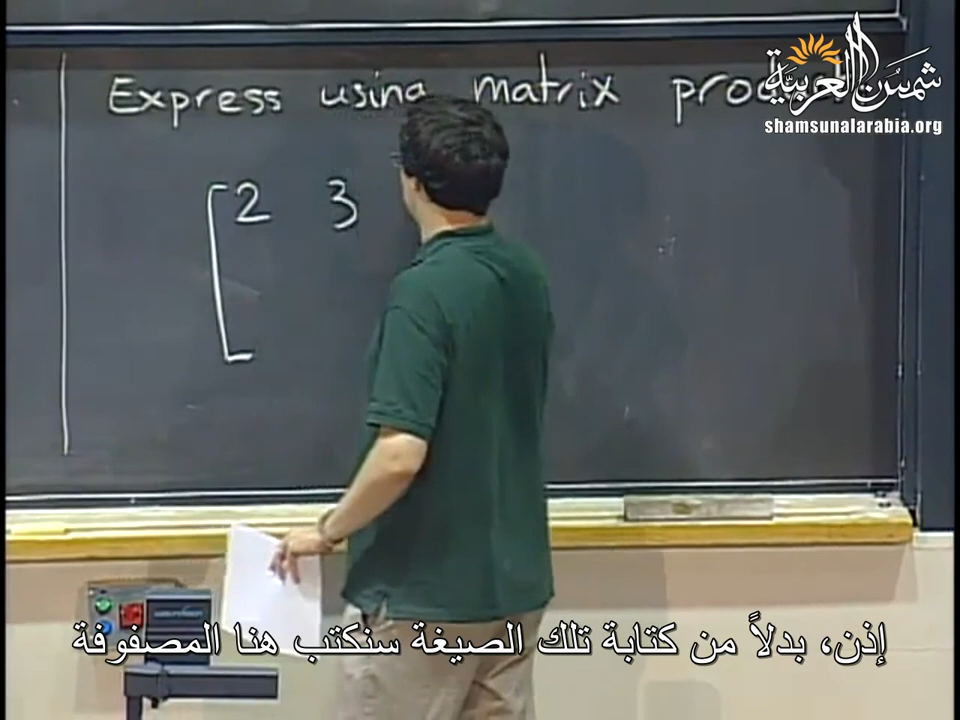 Express using matrix
شمس العربية
shamsunalarabia.org
2 3
إذن، بدلاً من كتابة تلك الصيغة سنكتب هنا المصفوفة